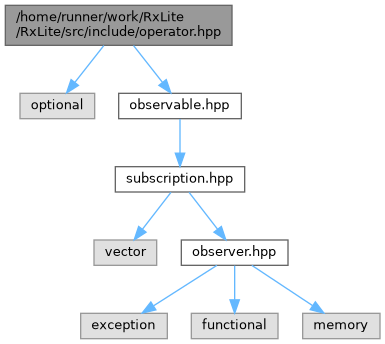 /home/runner/work/RxLite
/RxLite/src/include/operator.hpp
optional
observable.hpp
subscription.hpp
vector
observer.hpp
exception
functional
memory